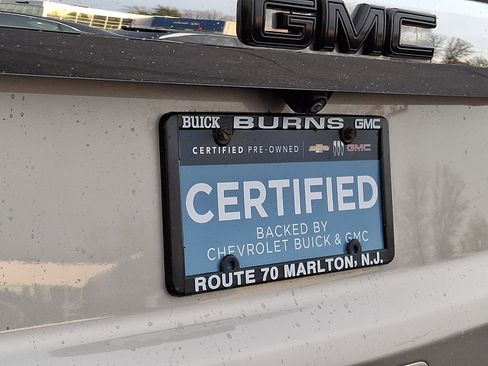 GMC
BUICK BURNS GMC
CERTIFIED PRE-OWNED GMC
CERTIFIED
BACKED BY
CHEVROLET BUICK & GMC
ROUTE 70 MARLTON, N.J.